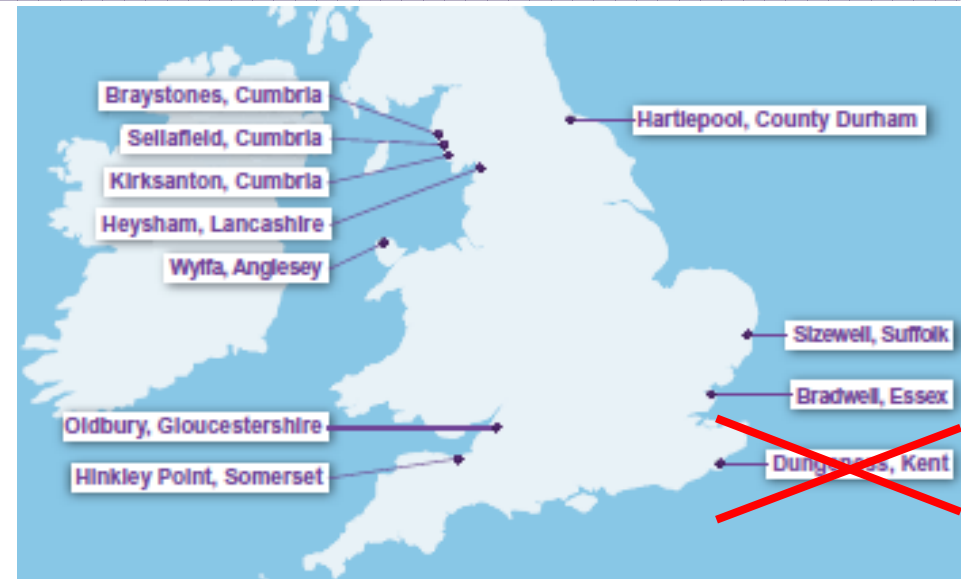 Braystones, Cumbria
Sellafield, Cumbria
Kirksanton, Cumbria
Heysham, Lancashire
Wylfa, Anglesey
Oldbury, Gloucestershire
Hinkley Point, Somerset
Hartlepool, County Durham
Sizewell, Suffolk
Bradwell, Essex
Dungeness, Kent